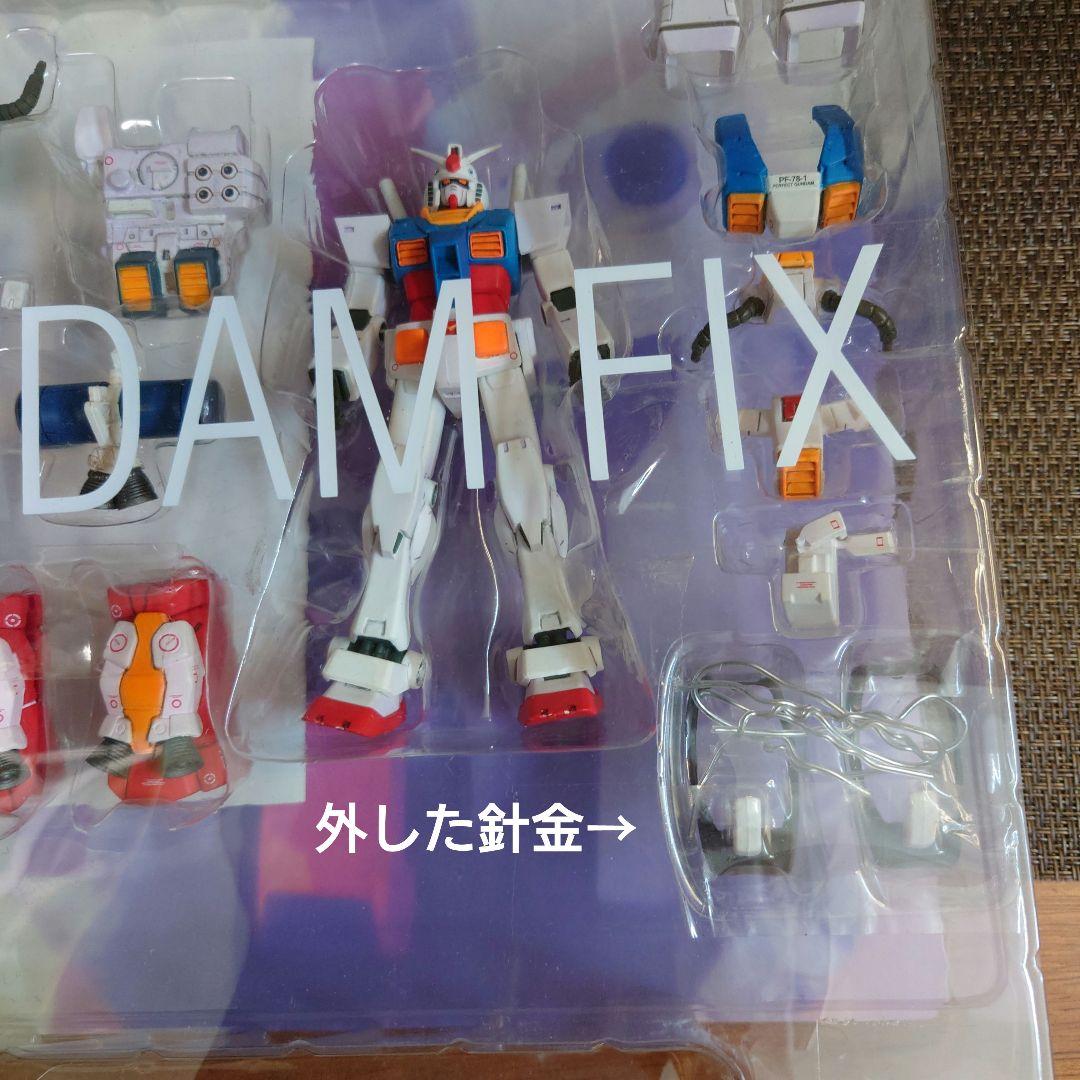 PF-78-1
PERFECT GUNDAM
DAM FIX
外した針金→